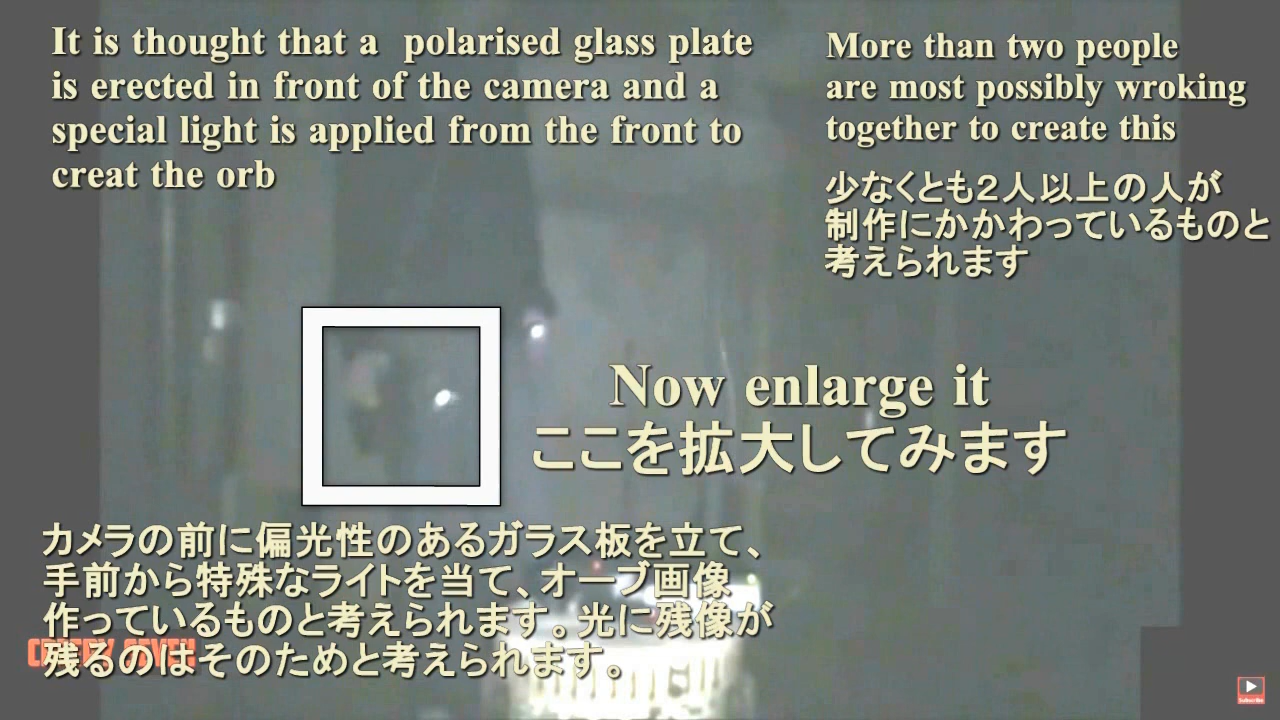 It is thought that a polarised glass plate
is erected in front of the camera and a
special light is applied from the front to
creat the orb
More than two people
are most possibly wroking
together to create this
少なくとも２人以上の人が
制作にかかわっているものと
考えられます
Now enlarge it
ここを拡大してみます
カメラの前に偏光性のあるガラス板を立て、
手前から特殊なライトを当て、オーブ画像
作っているものと考えられます。光に残像が
残るのはそのためと考えられます。
Subscribe